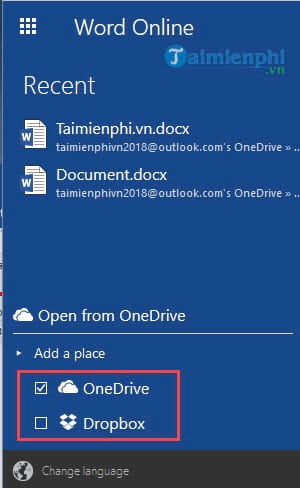 Word Online
Taimienphi
.vn
Recent
Taimienphi.vn.docx
taimienphivn2018@outlook.com's OneDrive » ..
Document.docx
taimienphivn2018@outlook.com's OneDrive » ..
Open from OneDrive
Add a place
OneDrive
Dropbox
Change language